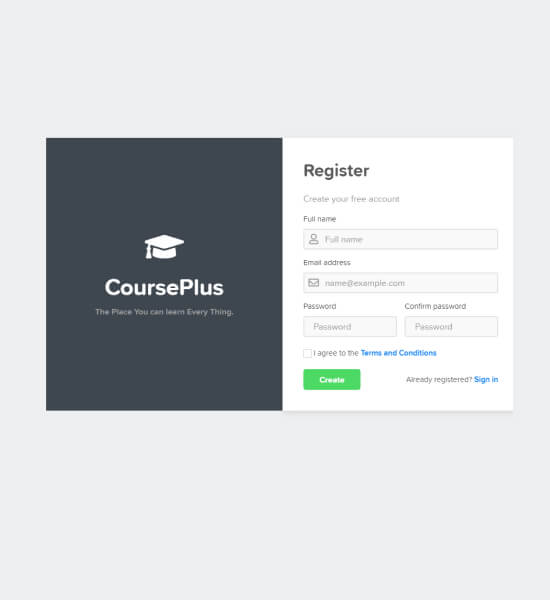 CoursePlus
The Place You can learn Every Thing.
Register
Create your free account
Full name
Full name
Email address
name@example.com
Password Confirm password
Password Password
I agree to the Terms and Conditions
Create Already registered? Sign in